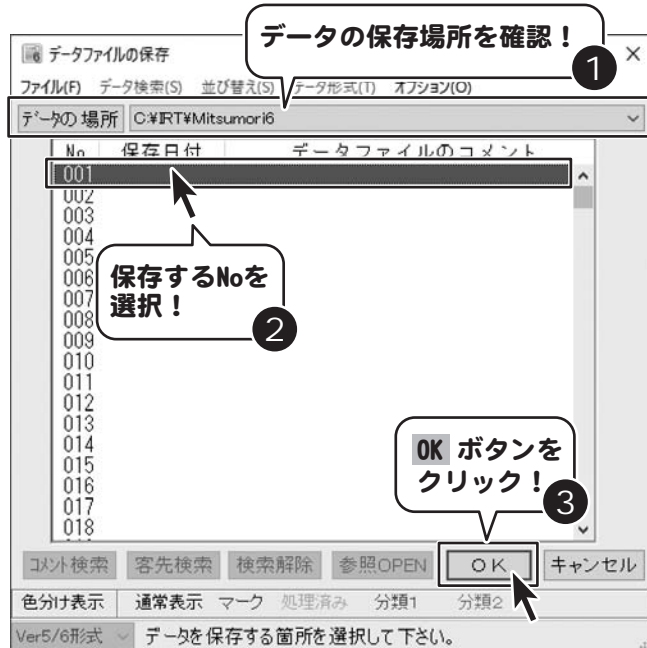 データの保存場所を確認！
1
データファイルの保存
×
ファイル(F) データ検索(S) 並び替え(S) データ形式(T) オプション(O)
データの場所 C:¥IRT¥Mitsumori6
No 保存日付 データファイルのコメント
001
002
003
004
005
006
007
008
009
010
011
012
013
014
015
016
017
018
保存するNoを
選択！
2
OK ボタンを
クリック！
3
コメント検索 客先検索 検索解除 参照OPEN OK キャンセル
色分け表示 通常表示 マーク 処理済み 分類1 分類2
Ver5/6形式 データを保存する箇所を選択して下さい。